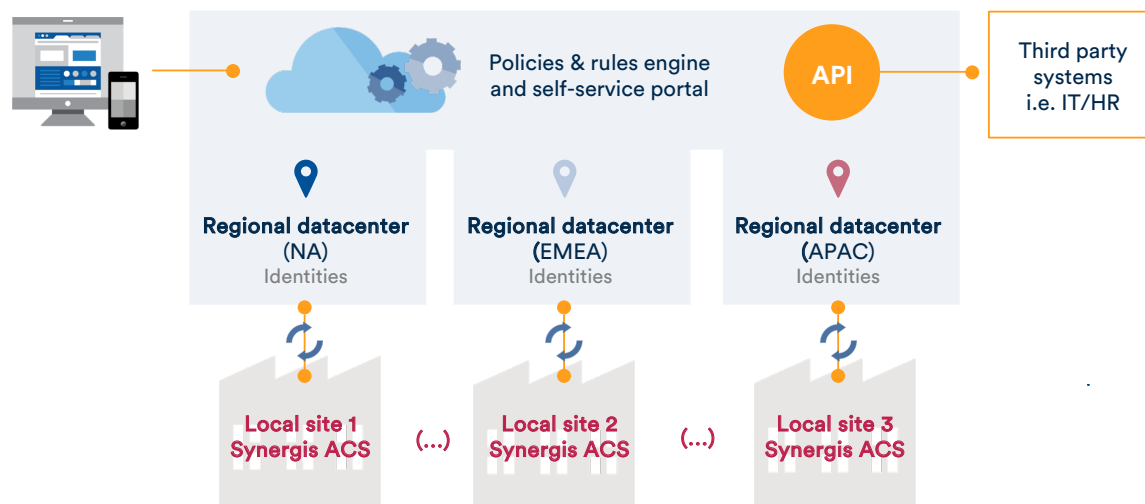 Policies & rules engine
and self-service portal
API
Third party
systems
i.e. IT/HR
Regional datacenter
(NA)
Identities
Regional datacenter
(EMEA)
Identities
Regional datacenter
(APAC)
Identities
Local site 1
Synergis ACS
(...)
Local site 2
Synergis ACS
(...)
Local site 3
Synergis ACS